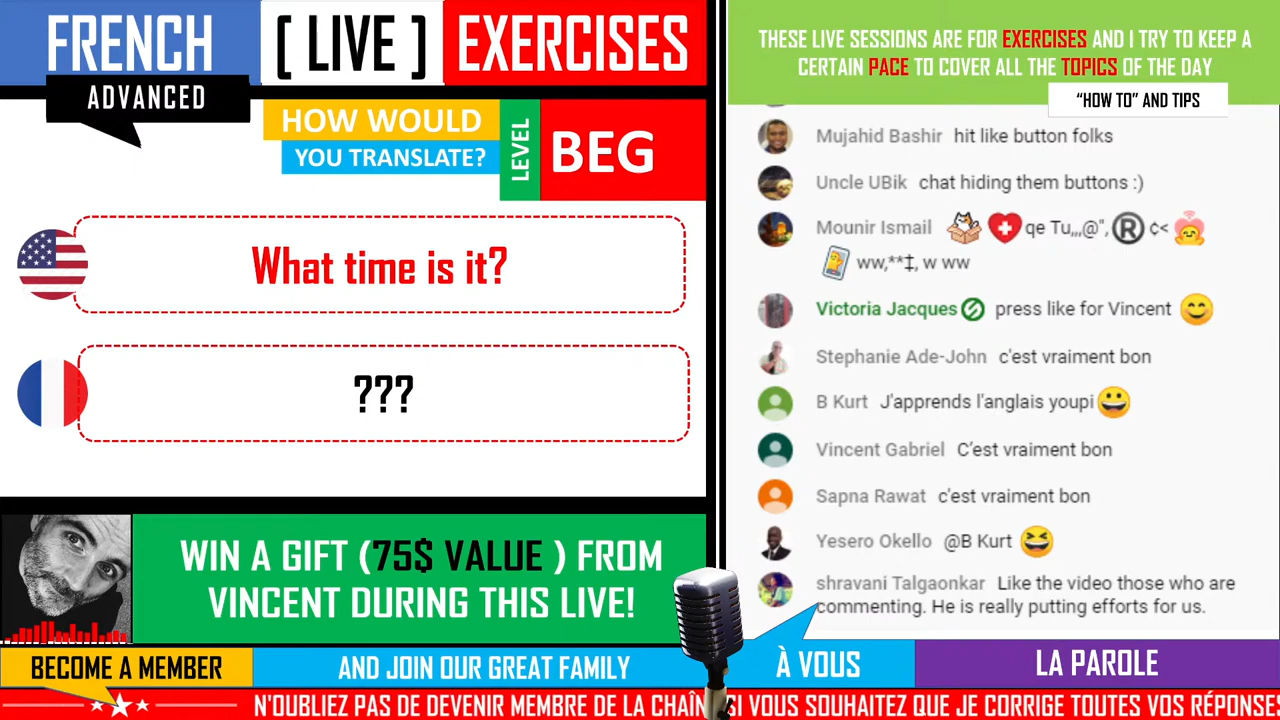 FRENCH
[ LIVE ]
EXERCISES
ADVANCED
HOW WOULD
YOU TRANSLATE?
LEVEL
BEG
What time is it?
???
WIN A GIFT (75$ VALUE ) FROM
VINCENT DURING THIS LIVE!
BECOME A MEMBER
AND JOIN OUR GREAT FAMILY
THESE LIVE SESSIONS ARE FOR EXERCISES AND I TRY TO KEEP A
CERTAIN PACE TO COVER ALL THE TOPICS OF THE DAY
“HOW TO” AND TIPS
Mujahid Bashir hit like button folks
Uncle UBik chat hiding them buttons :)
Mounir Ismail qe Tu,,,@", ® ¢<
ww,**‡, w ww
Victoria Jacques press like for Vincent
Stephanie Ade-John c'est vraiment bon
B Kurt J'apprends l'anglais youpi
Vincent Gabriel C'est vraiment bon
Sapna Rawat c'est vraiment bon
Yesero Okello @B Kurt
shravani Talgaonkar Like the video those who are
commenting. He is really putting efforts for us.
À VOUS
LA PAROLE
N'OUBLIEZ PAS DE DEVENIR MEMBRE DE LA CHAÎN SI VOUS SOUHAITEZ QUE JE CORRIGE TOUTES VOS RÉPONSES